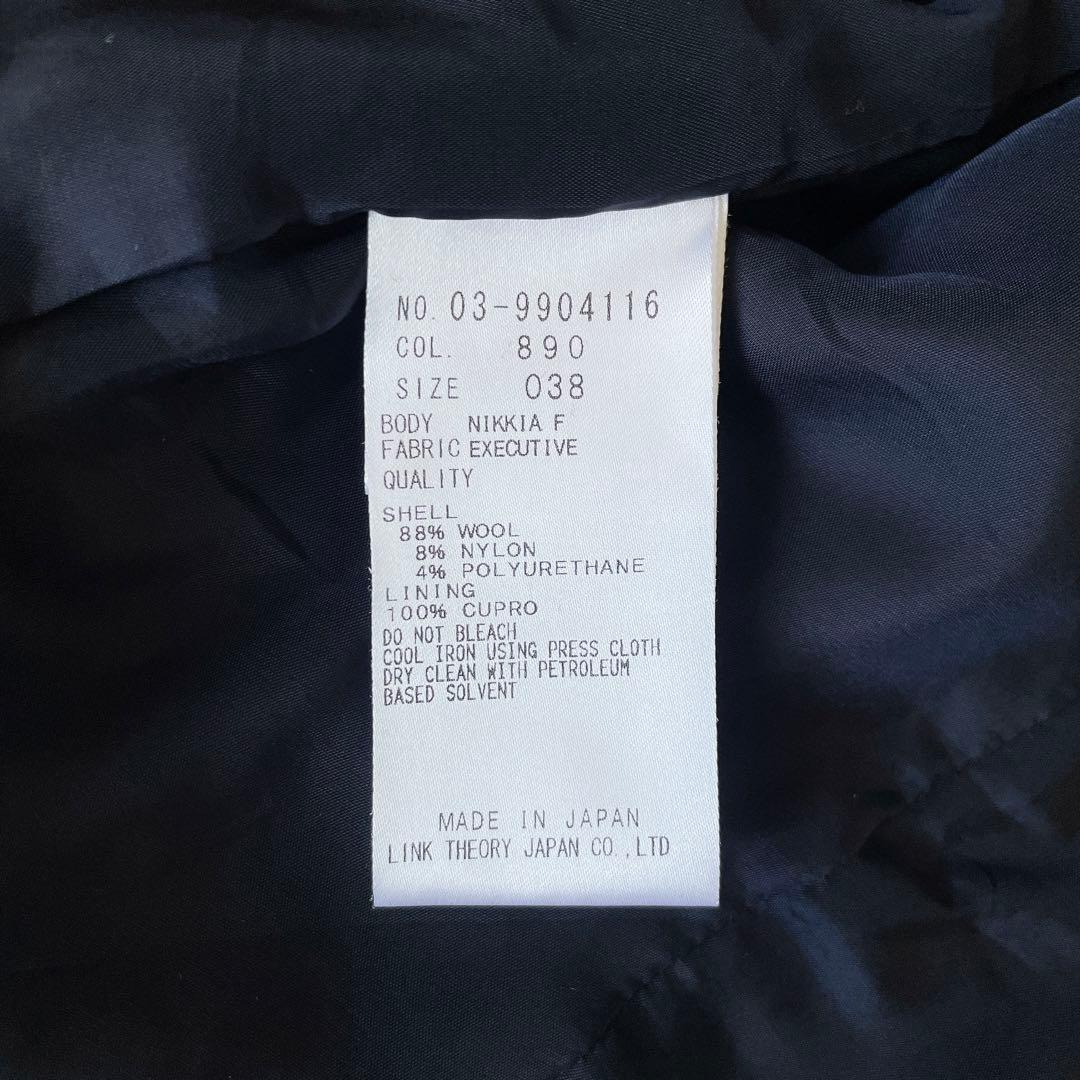 NO. 03-9904116
COL. 890
SIZE 038
BODY NIKKIA F
FABRIC EXECUTIVE
QUALITY
SHELL
88% WOOL
8% NYLON
4% POLYURETHANE
LINING
100% CUPRO
DO NOT BLEACH
COOL IRON USING PRESS CLOTH
DRY CLEAN WITH PETROLEUM
BASED SOLVENT
MADE IN JAPAN
LINK THEORY JAPAN CO.,LTD